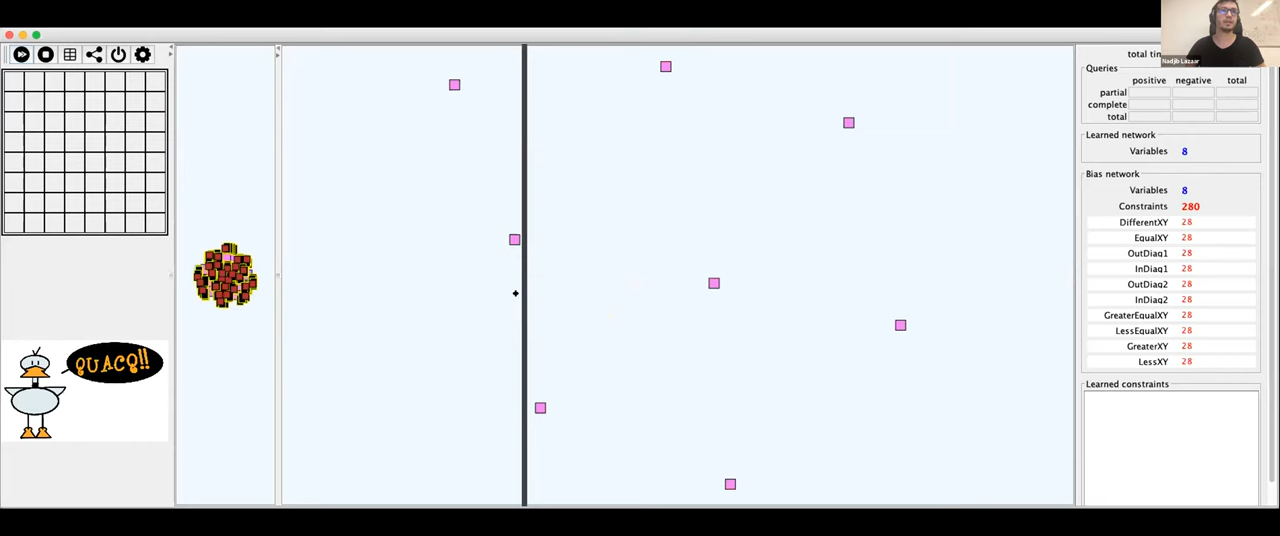 Nadjib Lazaar
total tim
Queries
positive negative total
partial
complete
total
Learned network
Variables 8
Bias network
Variables 8
Constraints 280
DifferentXY 28
EqualXY 28
OutDiag1 28
InDiag1 28
OutDiag2 28
InDiag2 28
GreaterEqualXY 28
LessEqualXY 28
GreaterXY 28
LessXY 28
Learned constraints
QUACQ!!